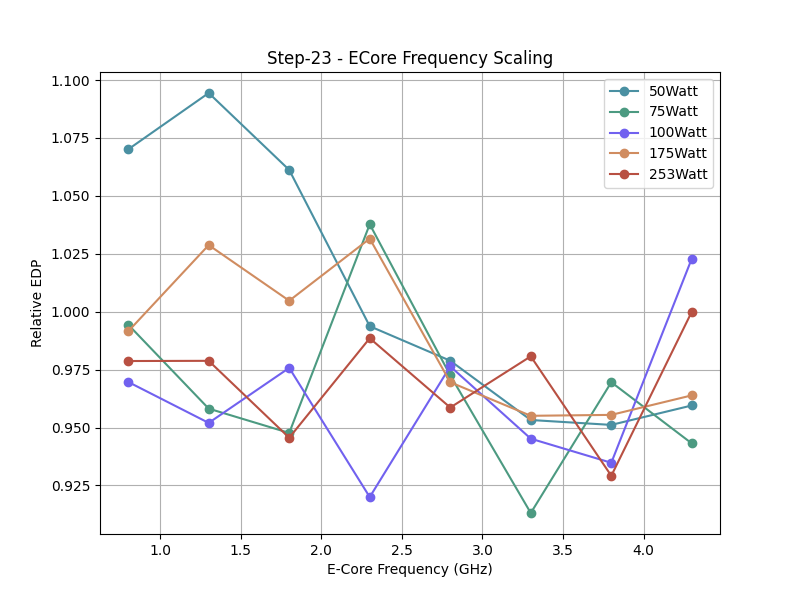 Step-23 - ECore Frequency Scaling
1.100
1.075
1.050
1.025
1.000
0.975
0.950
0.925
Relative EDP
50Watt
75Watt
100Watt
175Watt
253Watt
1.0 1.5 2.0 2.5 3.0 3.5 4.0
E-Core Frequency (GHz)